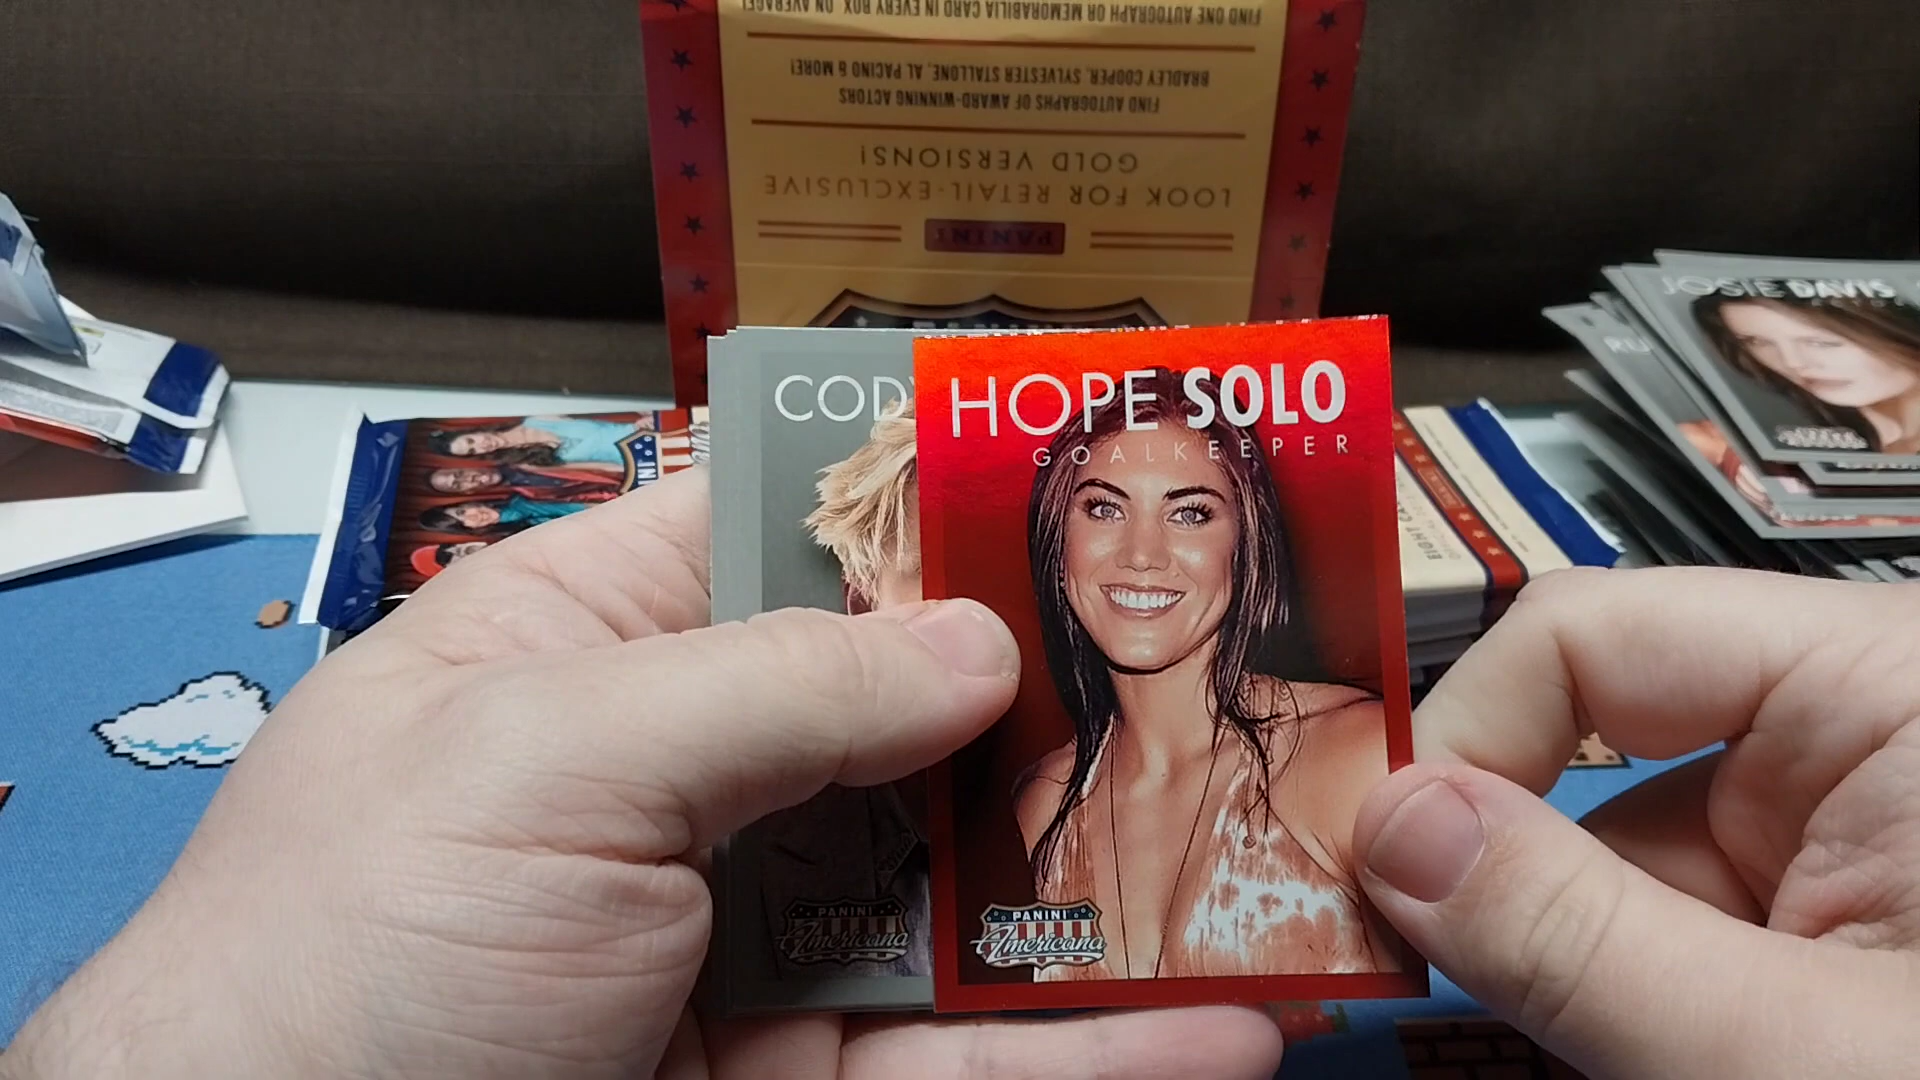 FIND ONE AUTOGRAPH OR MEMORABILIA CARD IN EVERY BOX, ON AVERAGE!
FIND AUTOGRAPHS OF AWARD-WINNING ACTORS
BRADLEY COOPER, SYLVESTER STALLONE, AL PACINO & MORE!
LOOK FOR RETAIL-EXCLUSIVE
GOLD VERSIONS!
PANINI
JOSIE DAVIS
RU
COD
HOPE SOLO
GOALKEEPER
PANINI
Americana
PANINI
Americana